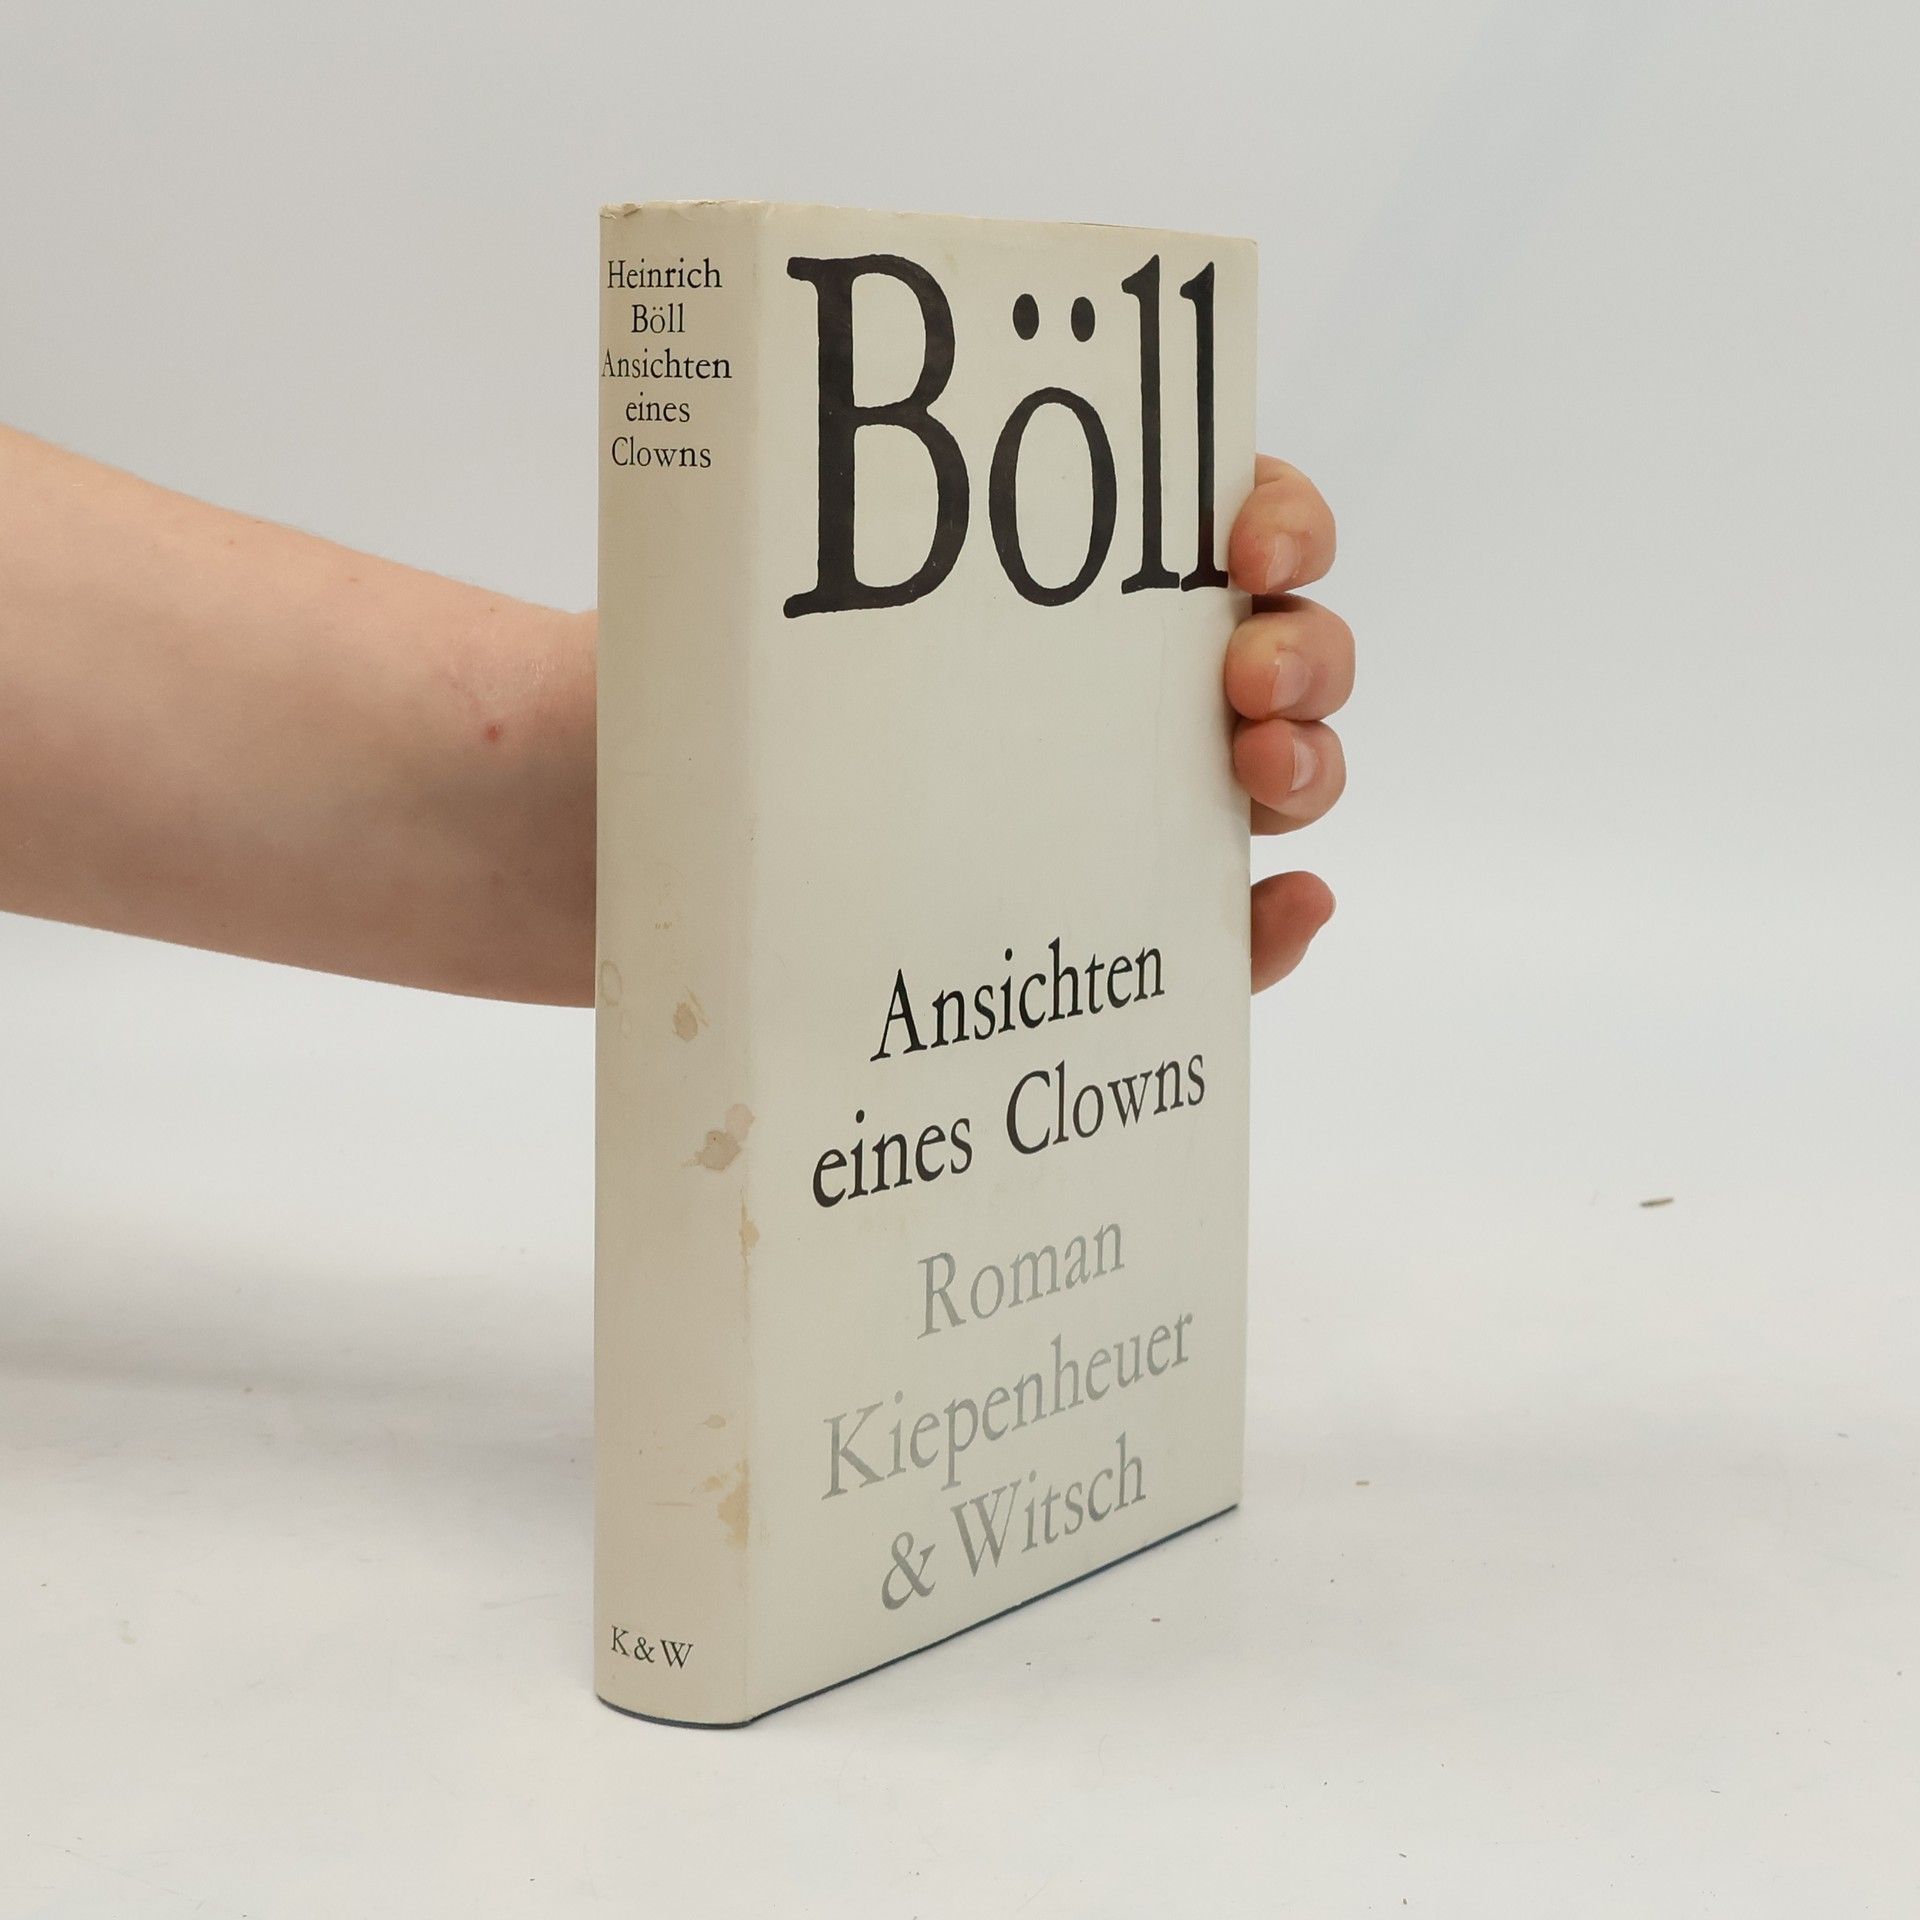 Heinrich
Böll
Ansichten
eines
Clowns
K & W
Böll
Ansichten
eines Clowns
Roman
Kiepenheuer
& Witsch